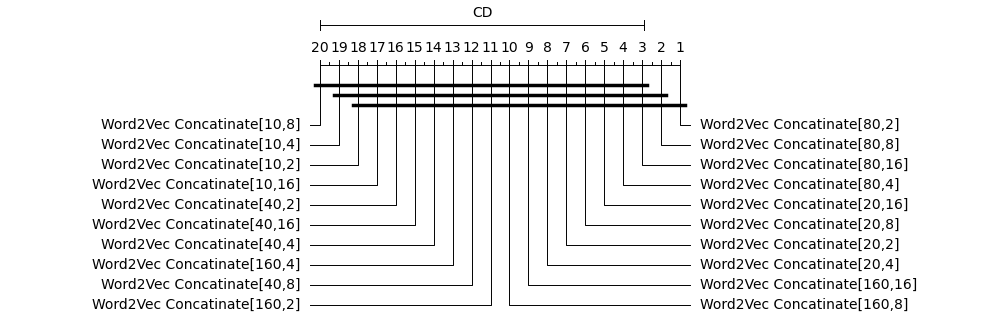 CD
20 19 18 17 16 15 14 13 12 11 10 9 8 7 6 5 4 3 2 1
Word2Vec Concatinate[10,8] Word2Vec Concatinate[80,2]
Word2Vec Concatinate[10,4] Word2Vec Concatinate[80,8]
Word2Vec Concatinate[10,2] Word2Vec Concatinate[80,16]
Word2Vec Concatinate[10,16] Word2Vec Concatinate[80,4]
Word2Vec Concatinate[40,2] Word2Vec Concatinate[20,16]
Word2Vec Concatinate[40,16] Word2Vec Concatinate[20,8]
Word2Vec Concatinate[40,4] Word2Vec Concatinate[20,2]
Word2Vec Concatinate[160,4] Word2Vec Concatinate[20,4]
Word2Vec Concatinate[40,8] Word2Vec Concatinate[160,16]
Word2Vec Concatinate[160,2] Word2Vec Concatinate[160,8]